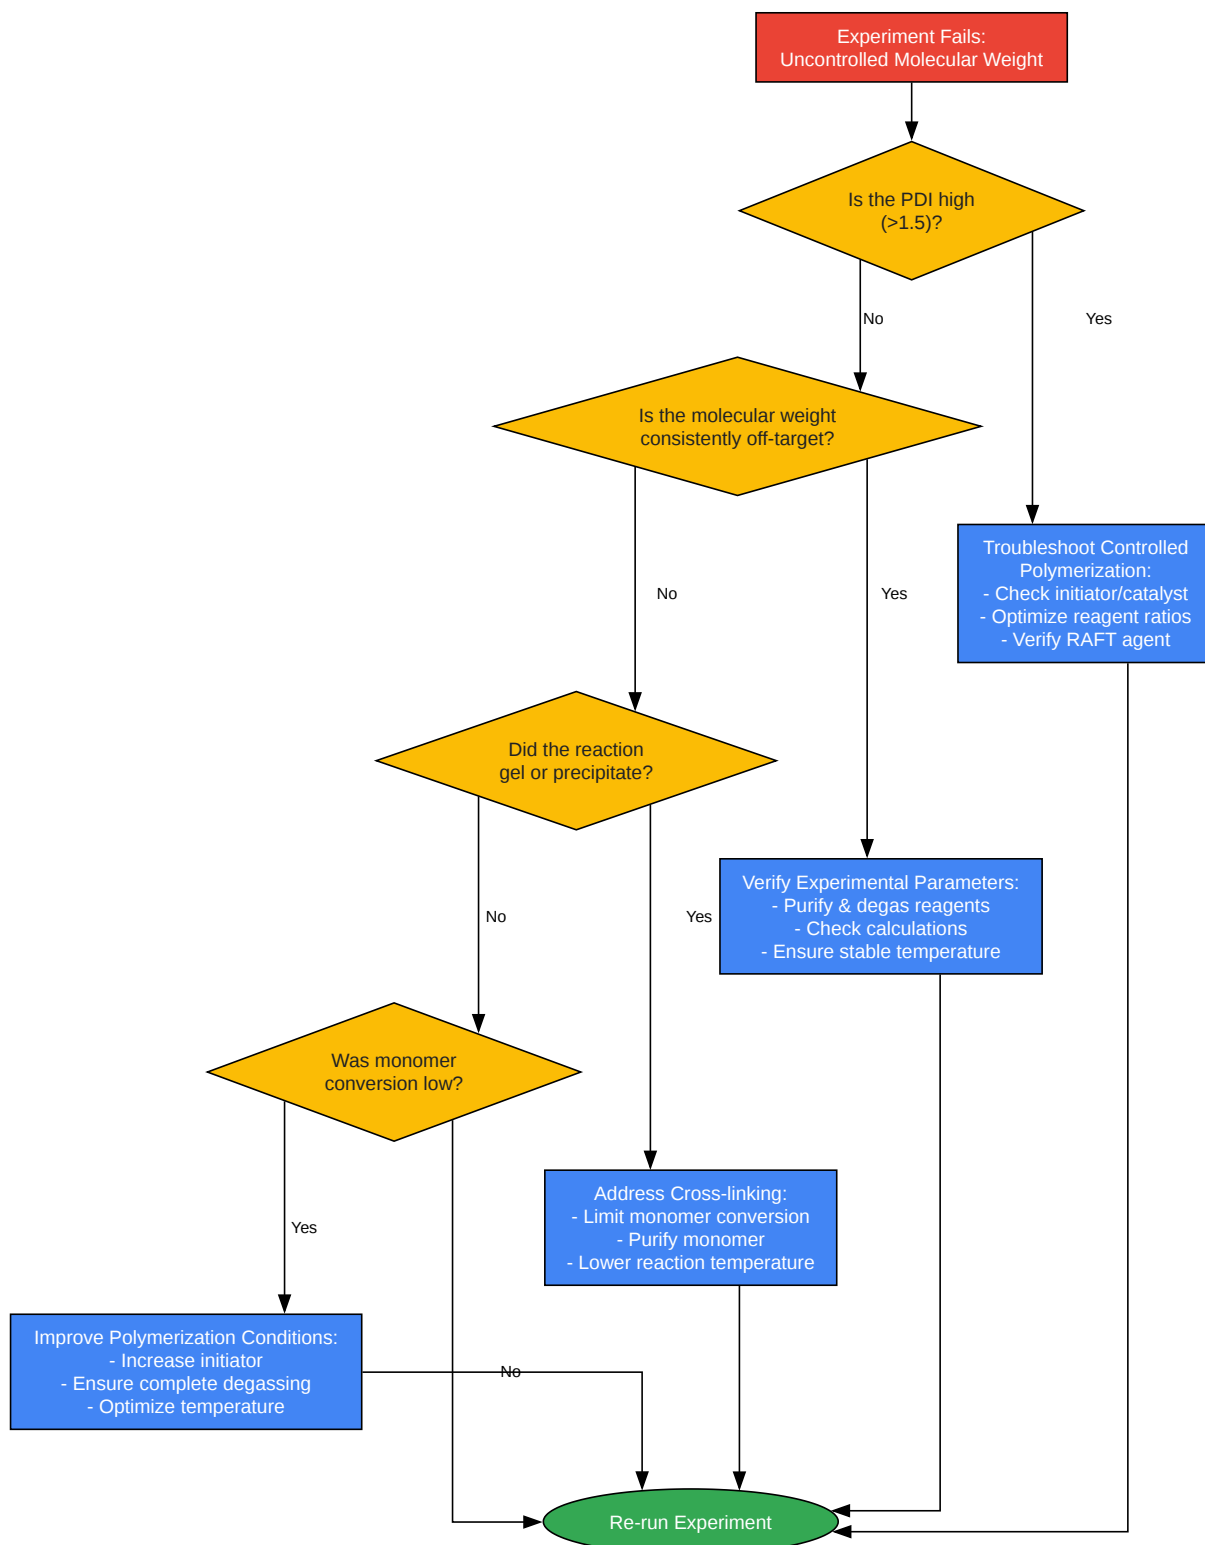 Experiment Fails:
Uncontrolled Molecular Weight
Is the PDI high
(>1.5)?
No
Yes
Is the molecular weight
consistently off-target?
No
Yes
Troubleshoot Controlled
Polymerization:
- Check initiator/catalyst
- Optimize reagent ratios
- Verify RAFT agent
Did the reaction
gel or precipitate?
No
Yes
Verify Experimental Parameters:
- Purify & degas reagents
- Check calculations
- Ensure stable temperature
Was monomer
conversion low?
Yes
Address Cross-linking:
- Limit monomer conversion
- Purify monomer
- Lower reaction temperature
Improve Polymerization Conditions:
- Increase initiator
- Ensure complete degassing
- Optimize temperature
No
Re-run Experiment